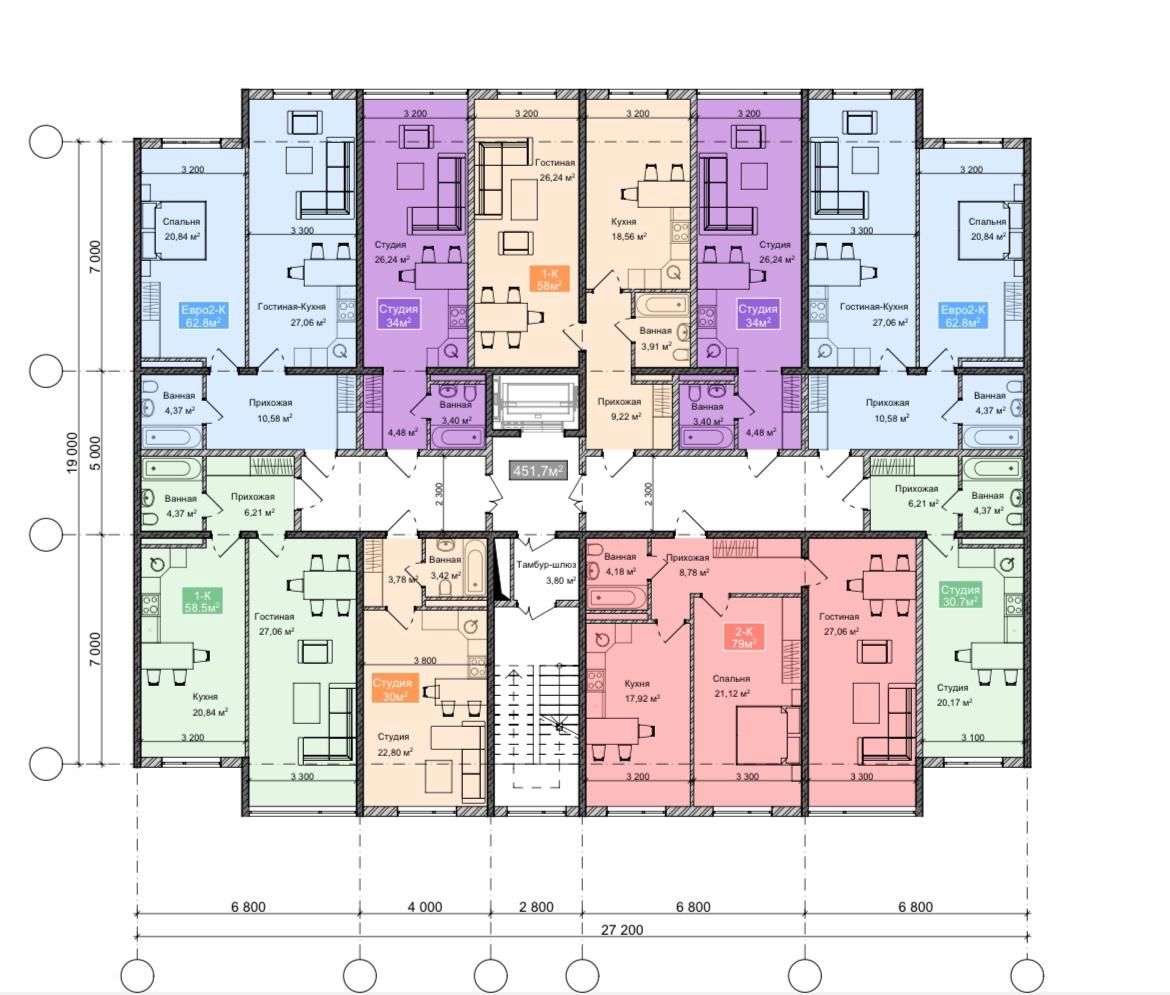 3 200
3 200
3 200
3 200
3 200
3 200
Гостиная
26,24 м²
Спальня
20,84 м²
3 300
Студия
26,24 м²
Кухня
18,56 м²
Студия
26,24 м²
3 300
Спальня
20,84 м²
7 000
1-К
58м²
Евро2-К
62.8м²
Гостиная-Кухня
27,06 м²
Студия
34м²
Ванная
3,91 м²
Студия
34м²
Гостиная-Кухня
27,06 м²
Евро2-К
62.8м²
Ванная
4,37 м²
Прихожая
10,58 м²
4,48 м²
Ванная
3,40 м²
Прихожая
9,22 м²
Ванная
3,40 м²
4,48 м²
Прихожая
10,58 м²
Ванная
4,37 м²
19 000
5 000
451,7м²
2 300
2 300
Ванная
4,37 м²
Прихожая
6,21 м²
Прихожая
6,21 м²
Ванная
4,37 м²
3,78 м²
Ванная
3,42 м²
Тамбур-шлюз
3,80 м²
Ванная
4,18 м²
Прихожая
8,78 м²
1-К
58.5м²
Гостиная
27,06 м²
2-К
79м²
Гостиная
27,06 м²
Студия
30.7м²
7 000
3 800
Студия
30м²
Кухня
20,84 м²
17,92 м²
Спальня
21,12 м²
Студия
20,17 м²
Студия
22,80 м²
3 200
3 300
3 200
3 300
3 300
3 100
6 800
4 000
2 800
6 800
6 800
27 200